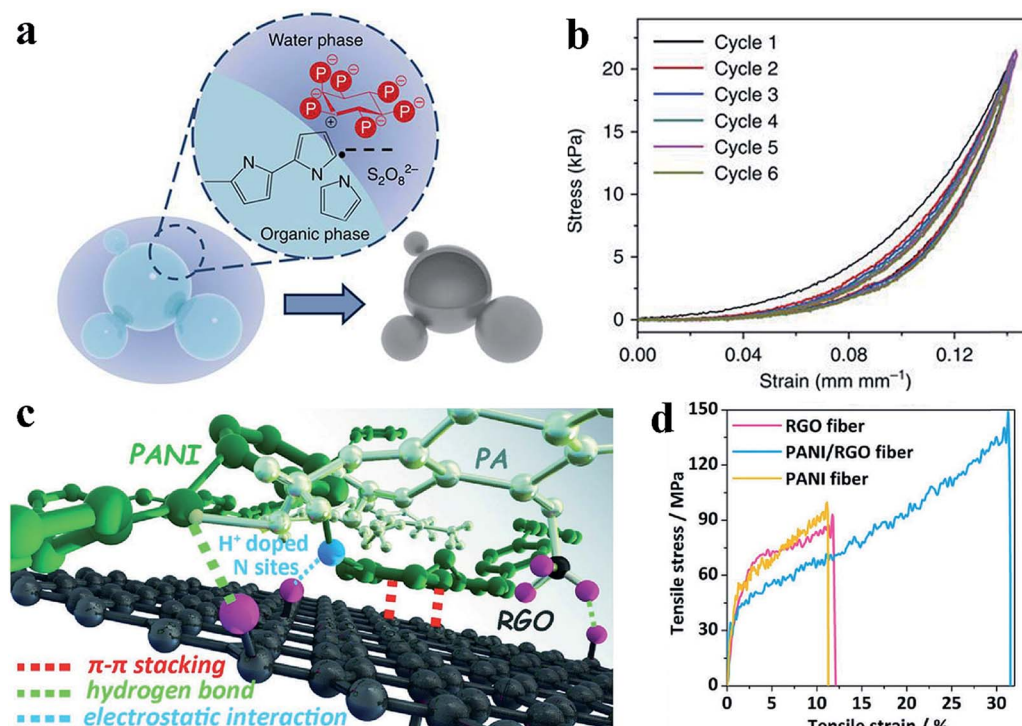 a
Water phase
P
P
P
P
P
P
−
−
−
−
−
−
+
N
N
N
S₂O₈²⁻
Organic phase
b
Cycle 1
Cycle 2
Cycle 3
Cycle 4
Cycle 5
Cycle 6
Stress (kPa)
20
15
10
5
0
0.00 0.04 0.08 0.12
Strain (mm mm⁻¹)
c
PANI
PA
H⁺ doped
N sites
RGO
π-π stacking
hydrogen bond
electrostatic interaction
d
RGO fiber
PANI/RGO fiber
PANI fiber
Tensile stress / MPa
150
120
90
60
30
0
0 5 10 15 20 25 30
Tensile strain / %